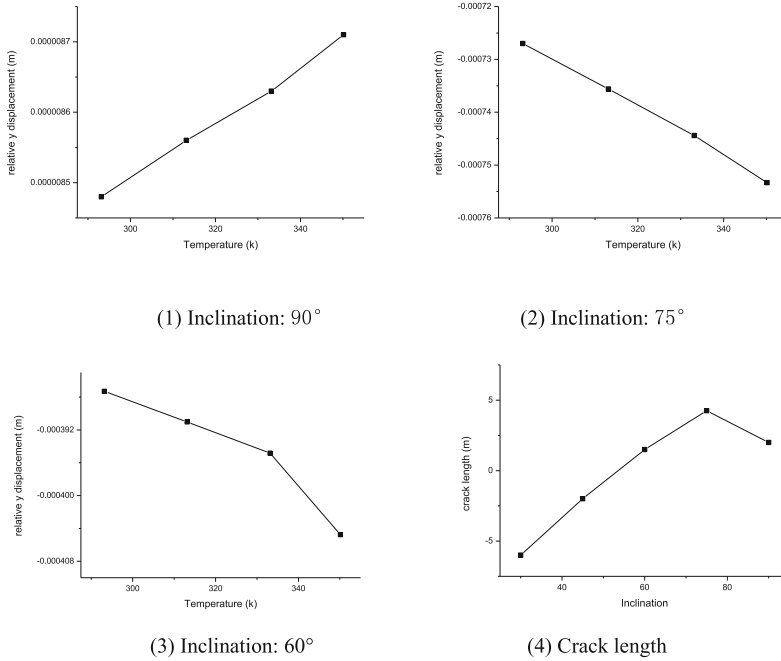 0.0000087
0.0000086
0.0000085
300
320
340
relative y displacement (m)
Temperature (k)
(1) Inclination: 90°
-0.00072
-0.00073
-0.00074
-0.00075
-0.00076
300
320
340
relative y displacement (m)
Temperature (k)
(2) Inclination: 75°
-0.000392
-0.000400
-0.000408
300
320
340
relative y displacement (m)
Temperature (k)
(3) Inclination: 60°
5
0
-5
40
60
80
crack length (m)
Inclination
(4) Crack length